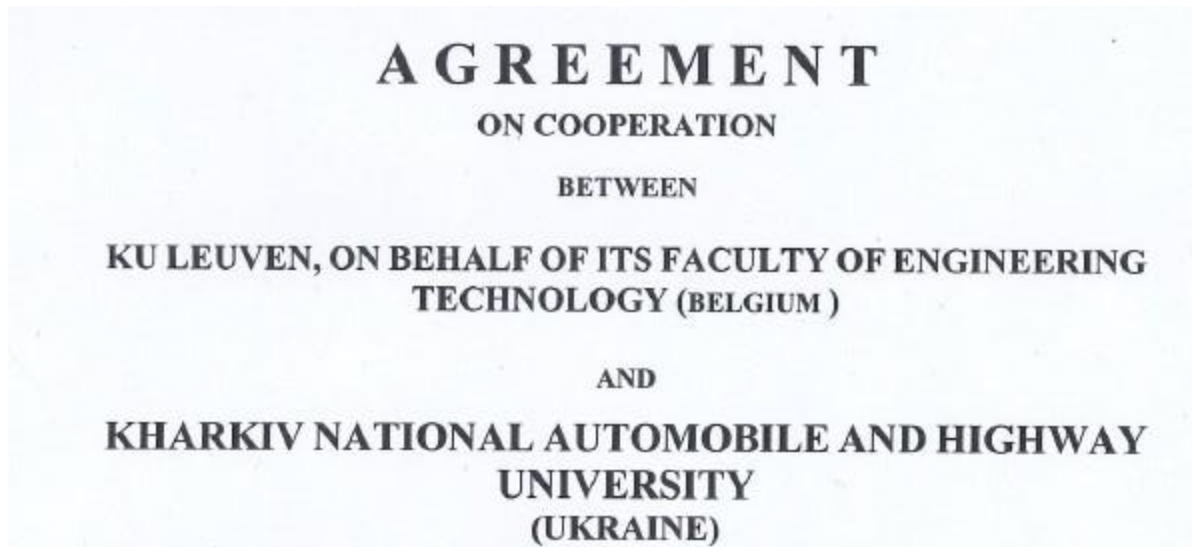 AGREEMENT
ON COOPERATION
BETWEEN
KU LEUVEN, ON BEHALF OF ITS FACULTY OF ENGINEERING
TECHNOLOGY (BELGIUM )
AND
KHARKIV NATIONAL AUTOMOBILE AND HIGHWAY
UNIVERSITY
(UKRAINE)